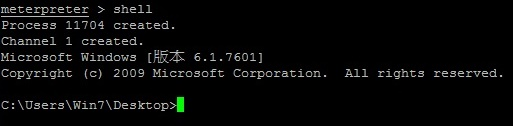 meterpreter > shell
Process 11704 created.
Channel 1 created.
Microsoft Windows [版本 6.1.7601]
Copyright (c) 2009 Microsoft Corporation.  All rights reserved.
C:\Users\Win7\Desktop>